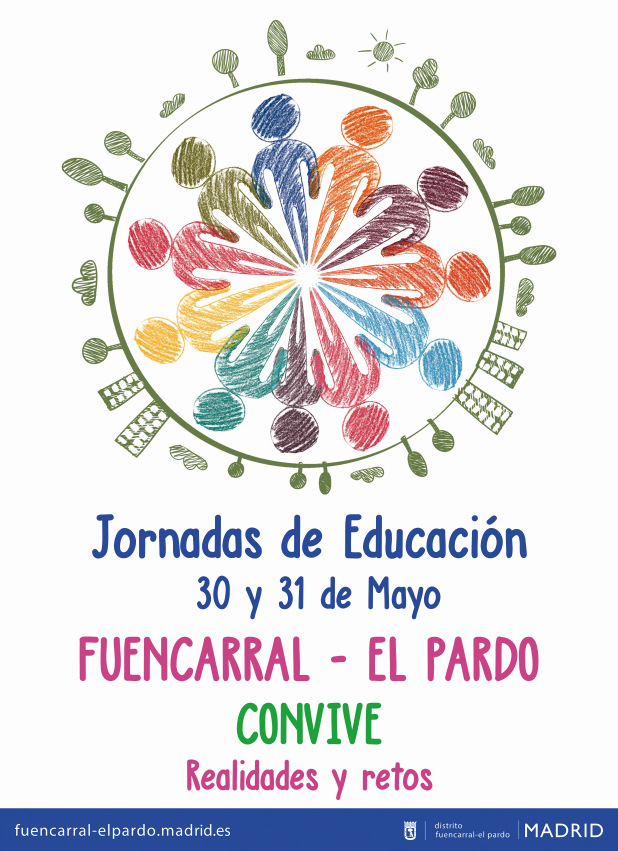 Jornadas de Educación
30 y 31 de Mayo
FUENCARRAL - EL PARDO
CONVIVE
Realidades y retos
fuencarral-elpardo.madrid.es
distrito
fuencarral-el pardo
MADRID